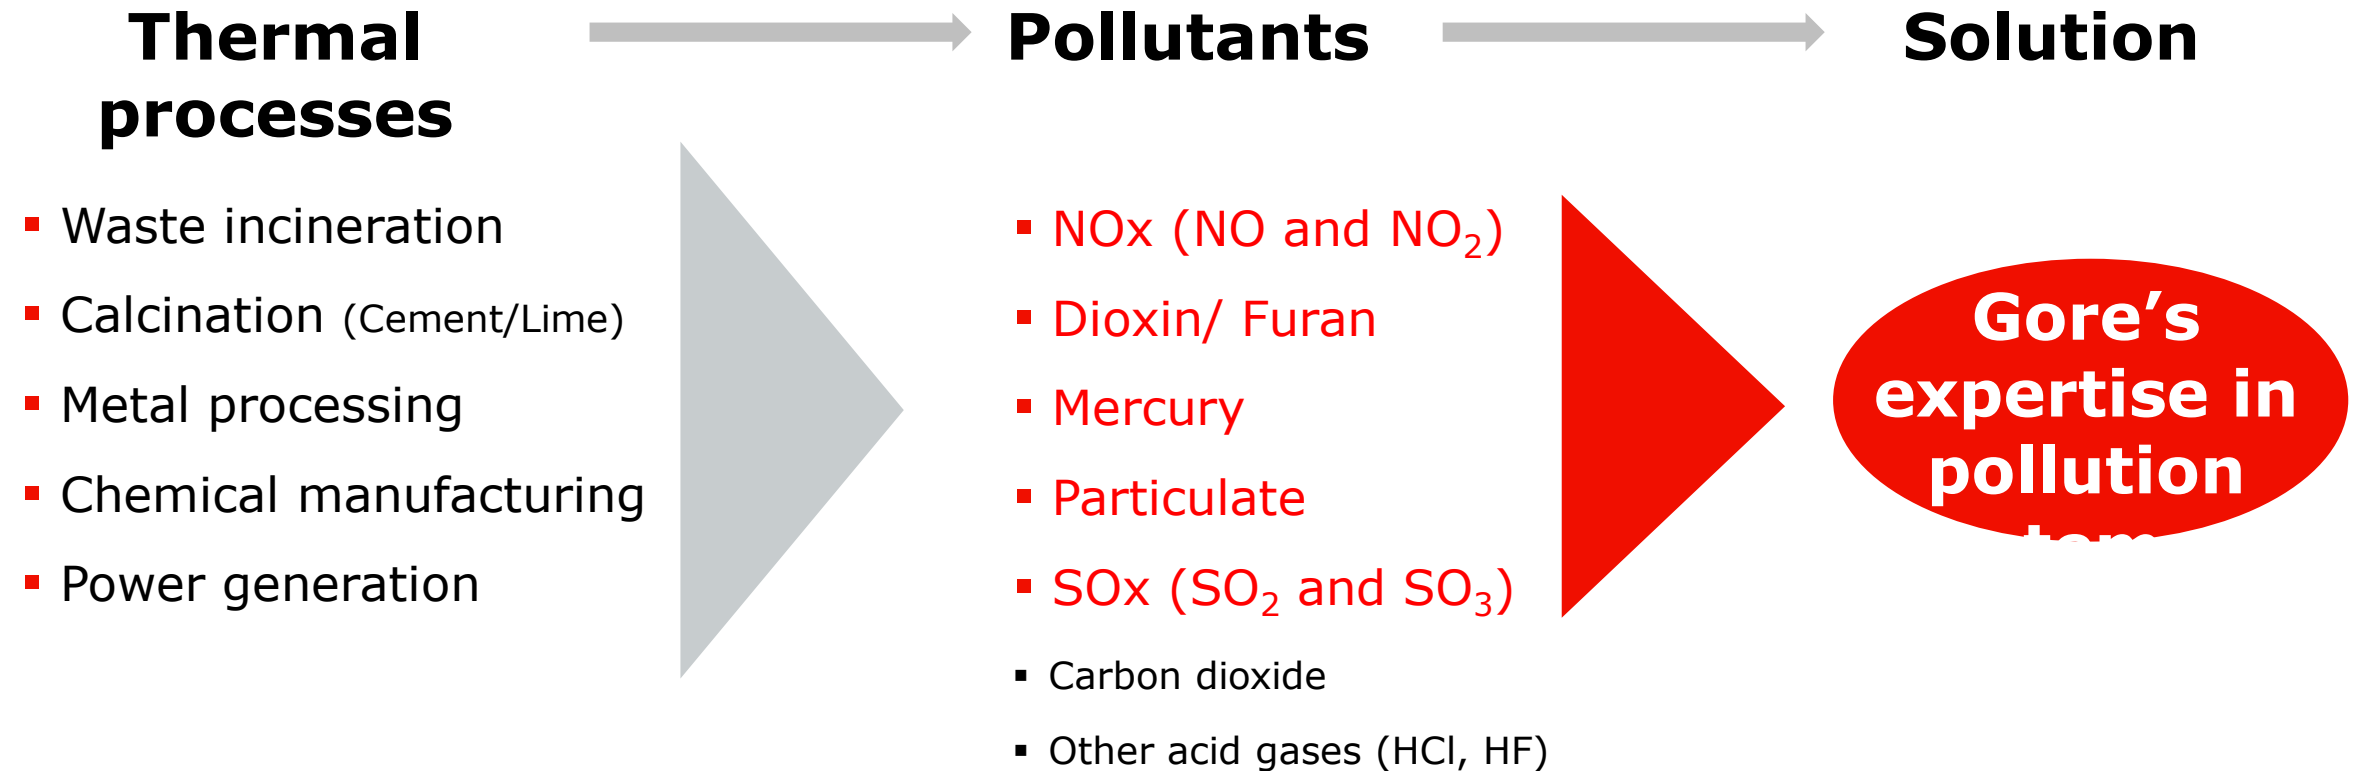 Thermal
processes
Pollutants
Solution
▪ Waste incineration
▪ Calcination (Cement/Lime)
▪ Metal processing
▪ Chemical manufacturing
▪ Power generation
▪ NOx (NO and NO₂)
▪ Dioxin/ Furan
▪ Mercury
▪ Particulate
▪ SOx (SO₂ and SO₃)
▪ Carbon dioxide
▪ Other acid gases (HCl, HF)
Gore’s
expertise in
pollution